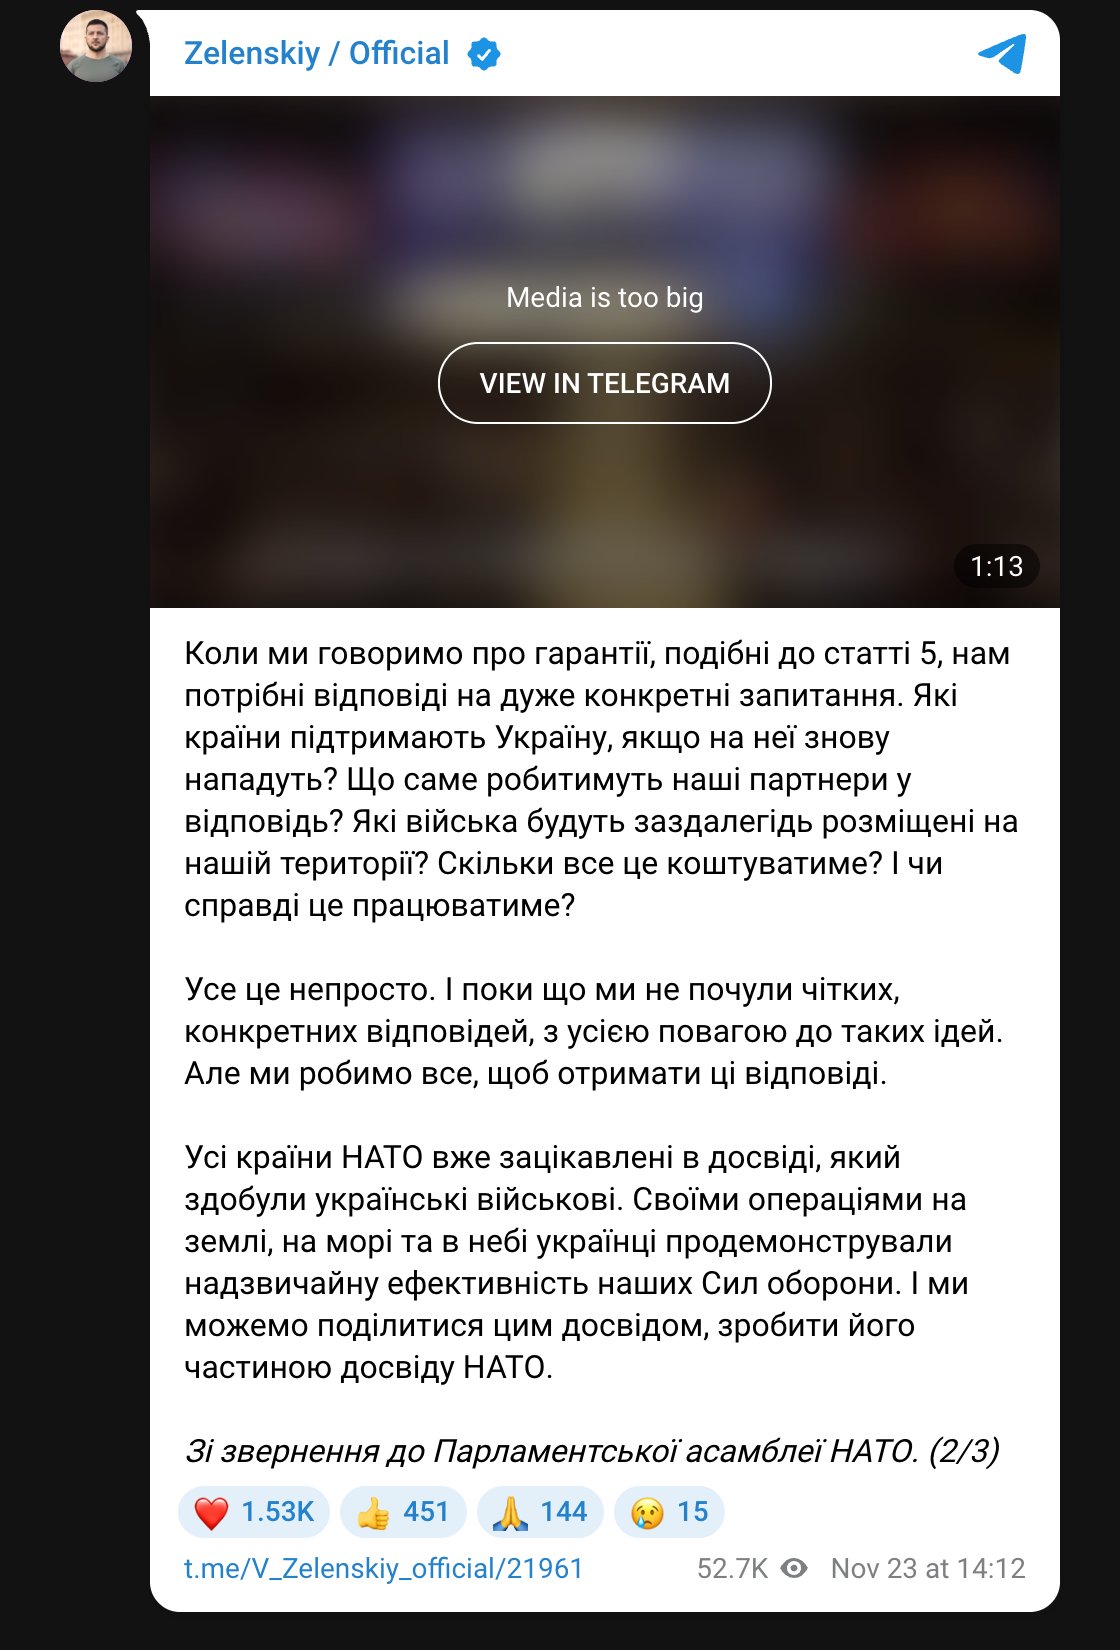 Zelenskiy / Official
Media is too big
VIEW IN TELEGRAM
1:13
Коли ми говоримо про гарантії, подібні до статті 5, нам
потрібні відповіді на дуже конкретні запитання. Які
країни підтримають Україну, якщо на неї знову
нападуть? Що саме робитимуть наші партнери у
відповідь? Які війська будуть заздалегідь розміщені на
нашій території? Скільки все це коштуватиме? І чи
справді це працюватиме?
Усе це непросто. І поки що ми не почули чітких,
конкретних відповідей, з усією повагою до таких ідей.
Але ми робимо все, щоб отримати ці відповіді.
Усі країни НАТО вже зацікавлені в досвіді, який
здобули українські військові. Своїми операціями на
землі, на морі та в небі українці продемонстрували
надзвичайну ефективність наших Сил оборони. І ми
можемо поділитися цим досвідом, зробити його
частиною досвіду НАТО.
Зі звернення до Парламентської асамблеї НАТО. (2/3)
❤️ 1.53K 👍 451 🙏 144 😢 15
t.me/V_Zelenskiy_official/21961 52.7K Nov 23 at 14:12